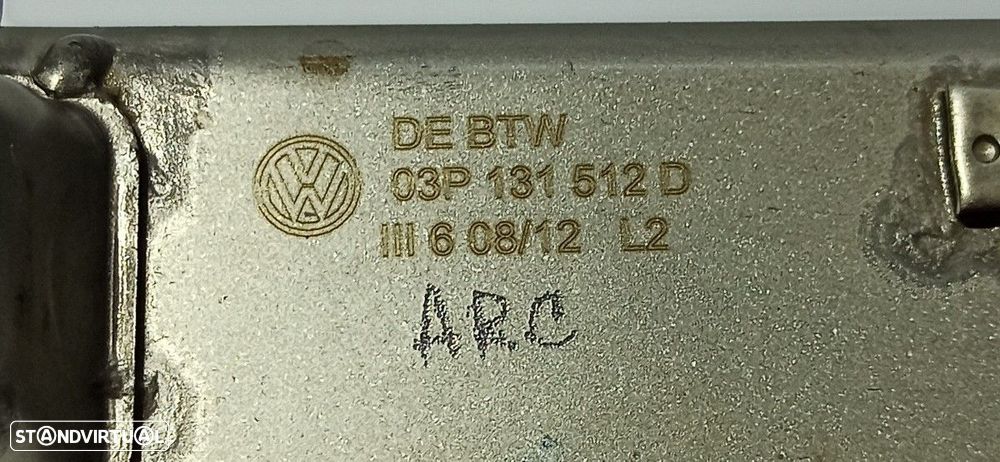 DE BTW
03P 131 512 D
III 6 08/12 L2
ARC
STANDVIRTUAL